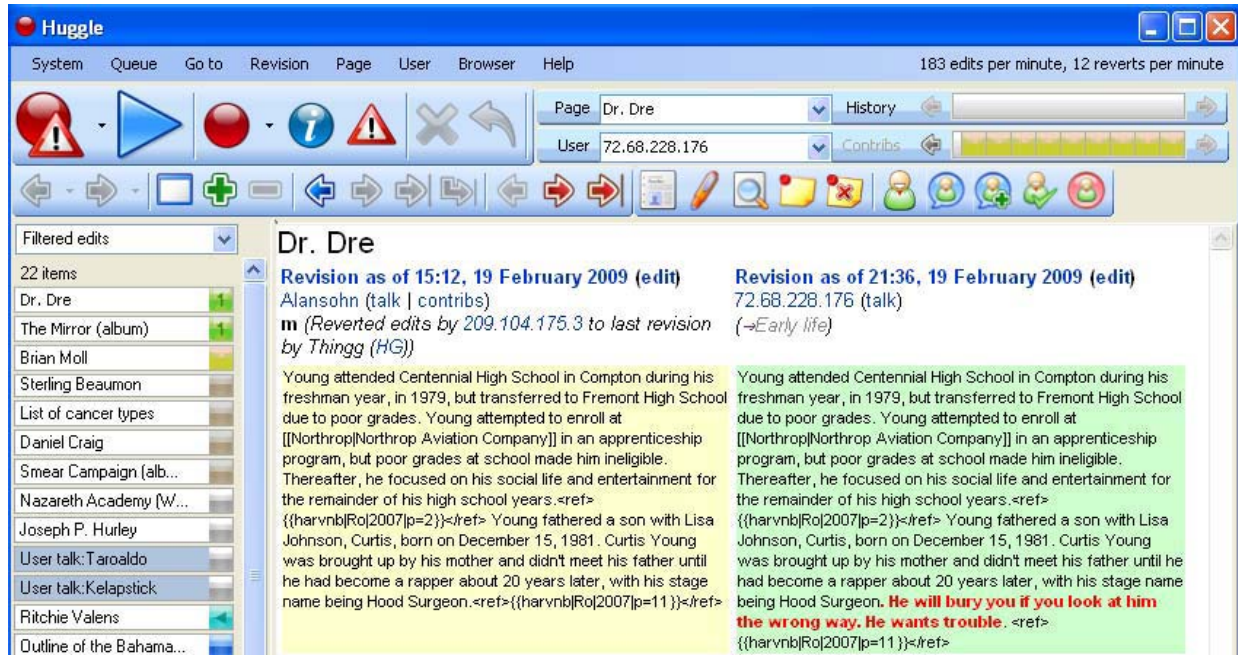 Huggle
System Queue Go to Revision Page User Browser Help 183 edits per minute, 12 reverts per minute
Page Dr. Dre History
User 72.68.228.176 Contribs
Filtered edits
22 items
Dr. Dre 1
The Mirror (album) 1
Brian Moll
Sterling Beaumon
List of cancer types
Daniel Craig
Smear Campaign (alb...
Nazareth Academy (W...
Joseph P. Hurley
User talk:Taroaldo
User talk:Kelapstick
Ritchie Valens
Outline of the Bahama...
Dr. Dre
Revision as of 15:12, 19 February 2009 (edit)
Alansohn (talk | contribs)
m (Reverted edits by 209.104.175.3 to last revision
by Thingg (HG))
Young attended Centennial High School in Compton during his
freshman year, in 1979, but transferred to Fremont High School
due to poor grades. Young attempted to enroll at
[[Northrop|Northrop Aviation Company]] in an apprenticeship
program, but poor grades at school made him ineligible.
Thereafter, he focused on his social life and entertainment for
the remainder of his high school years.<ref>
{{harvnb|Ro|2007|p=2}}</ref> Young fathered a son with Lisa
Johnson, Curtis, born on December 15, 1981. Curtis Young
was brought up by his mother and didn't meet his father until
he had become a rapper about 20 years later, with his stage
name being Hood Surgeon.<ref>{{harvnb|Ro|2007|p=11}}</ref>
Revision as of 21:36, 19 February 2009 (edit)
72.68.228.176 (talk)
(→Early life)
Young attended Centennial High School in Compton during his
freshman year, in 1979, but transferred to Fremont High School
due to poor grades. Young attempted to enroll at
[[Northrop|Northrop Aviation Company]] in an apprenticeship
program, but poor grades at school made him ineligible.
Thereafter, he focused on his social life and entertainment for
the remainder of his high school years.<ref>
{{harvnb|Ro|2007|p=2}}</ref> Young fathered a son with Lisa
Johnson, Curtis, born on December 15, 1981. Curtis Young
was brought up by his mother and didn't meet his father until he
had become a rapper about 20 years later, with his stage name
being Hood Surgeon. He will bury you if you look at him
the wrong way. He wants trouble. <ref>
{{harvnb|Ro|2007|p=11}}</ref>